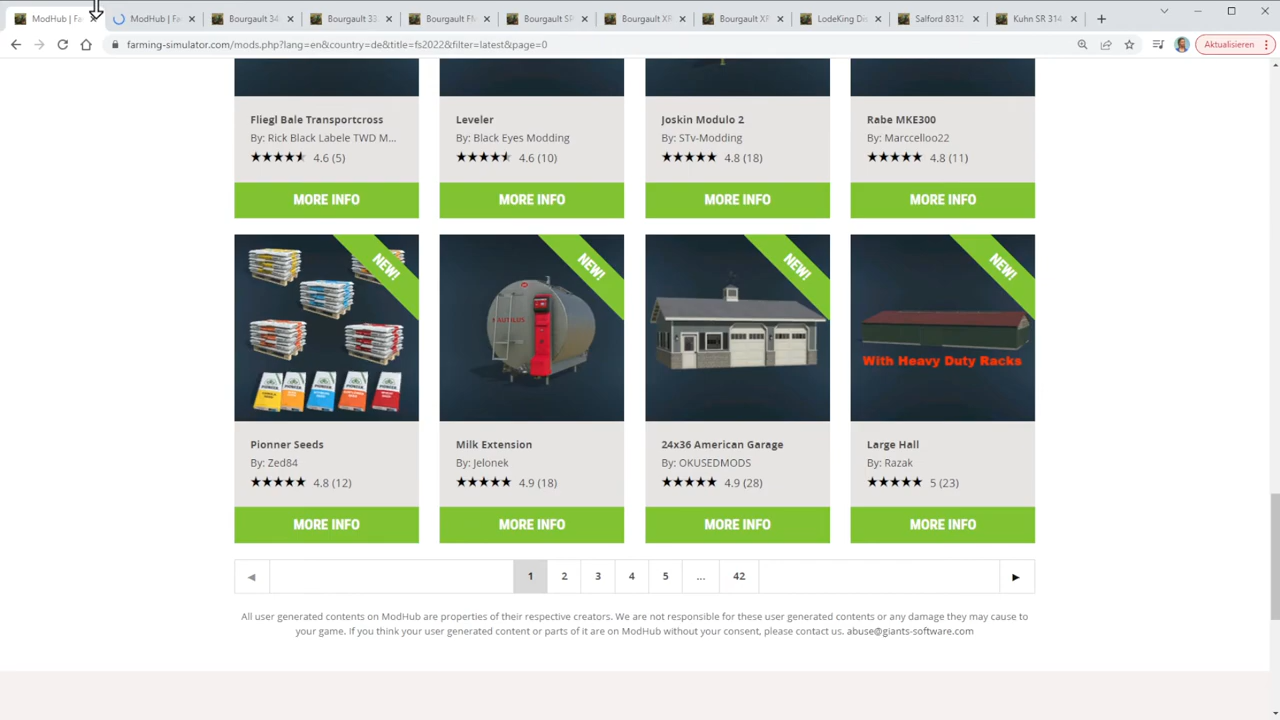 ModHub | Fa
ModHub | Fa
Bourgault 34
Bourgault 33
Bourgault Fl
Bourgault SP
Bourgault XP
Bourgault XP
LodeKing Di
Salford 8312
Kuhn SR 314
farming-simulator.com/mods.php?lang=en&country=de&title=fs2022&filter=latest&page=0
Aktualisieren
Fliegl Bale Transportcross
By: Rick Black Labele TWD M...
4.6 (5)
MORE INFO
Leveler
By: Black Eyes Modding
4.6 (10)
MORE INFO
Joskin Modulo 2
By: STv-Modding
4.8 (18)
MORE INFO
Rabe MKE300
By: Marccelloo22
4.8 (11)
MORE INFO
NEW!
NEW!
NEW!
NEW!
With Heavy Duty Racks
Pionner Seeds
By: Zed84
4.8 (12)
MORE INFO
Milk Extension
By: Jelonek
4.9 (18)
MORE INFO
24x36 American Garage
By: OKUSEDMODS
4.9 (28)
MORE INFO
Large Hall
By: Razak
5 (23)
MORE INFO
◄ 1 2 3 4 5 ... 42 ►
All user generated contents on ModHub are properties of their respective creators. We are not responsible for these user generated contents or any damage they may cause to
your game. If you think your user generated content or parts of it are on ModHub without your consent, please contact us. abuse@giants-software.com